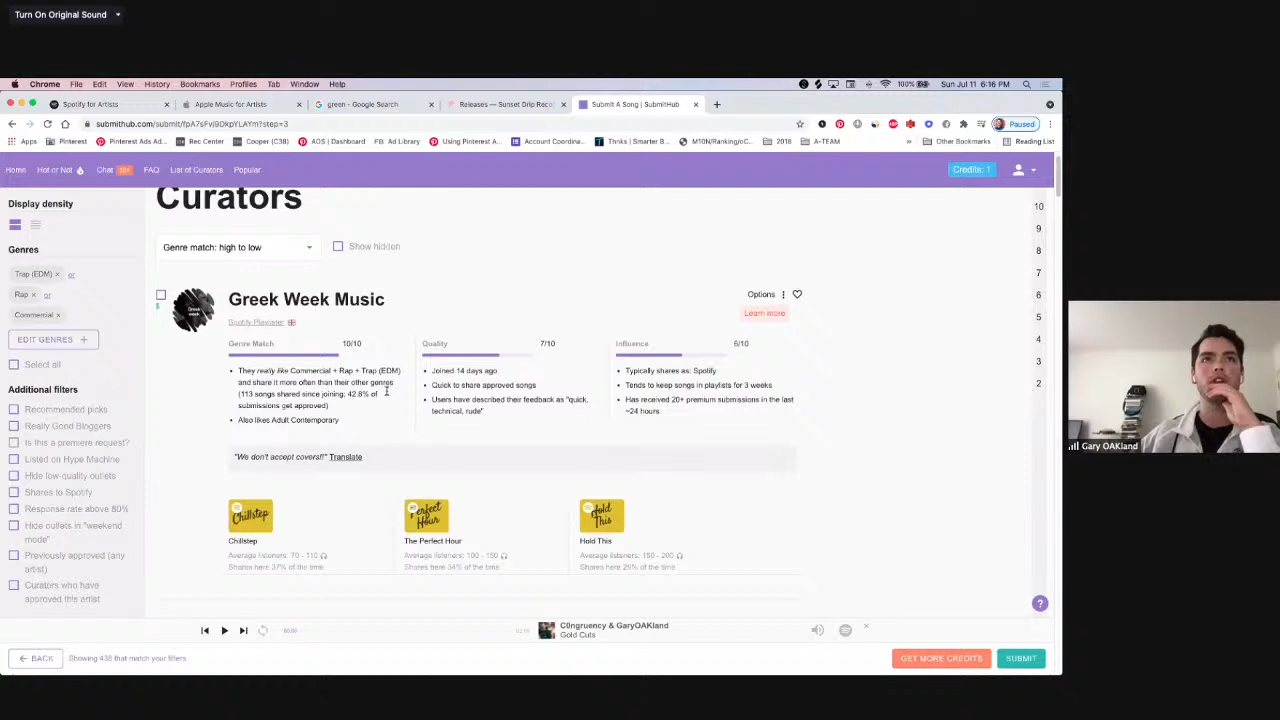 Turn On Original Sound
Chrome File Edit View History Bookmarks Profiles Tab Window Help
100% Sun Jul 11 6:16 PM
Spotify for Artists
Apple Music for Artists
green - Google Search
Releases — Sunset Drip Reco
Submit A Song | SubmitHub
submithub.com/submit/fpA7sFvj9DkpYLAYm?step=3
Paused
Apps Pinterest Pinterest Ads Ad... Rec Center Cooper (C38) AOS | Dashboard Ad Library Using Pinterest A... Account Coordina... Thnks | Smarter B... M10N/Ranking/oC... 2018 A-TEAM » Other Bookmarks Reading List
Home Hot or Not Chat 10+ FAQ List of Curators Popular
Credits: 1
Display density
Genres
Trap (EDM) × or
Rap × or
Commercial ×
EDIT GENRES +
Select all
Additional filters
Recommended picks
Really Good Bloggers
Is this a premiere request?
Listed on Hype Machine
Hide low-quality outlets
Shares to Spotify
Response rate above 80%
Hide outlets in "weekend
mode"
Previously approved (any
artist)
Curators who have
approved this artist
Curators
Genre match: high to low
Show hidden
$
Greek week
Greek Week Music
Spotify Playlister
Options
Learn more
Genre Match 10/10
• They really like Commercial + Rap + Trap (EDM)
and share it more often than their other genres
(113 songs shared since joining; 42.8% of
submissions get approved)
• Also likes Adult Contemporary
Quality 7/10
• Joined 14 days ago
• Quick to share approved songs
• Users have described their feedback as "quick,
technical, rude"
Influence 6/10
• Typically shares as: Spotify
• Tends to keep songs in playlists for 3 weeks
• Has received 20+ premium submissions in the last
~24 hours
"We don't accept covers!!" Translate
Chillstep
Chillstep
Average listeners: 70 - 110
Shares here 37% of the time
Perfect Hour
The Perfect Hour
Average listeners: 100 - 150
Shares here 34% of the time
Hold This
Hold This
Average listeners: 150 - 200
Shares here 29% of the time
10
9
8
7
6
5
4
3
2
?
00:00
C0ngruency & GaryOAKland
Gold Cuts
BACK
Showing 438 that match your filters
GET MORE CREDITS
SUBMIT
Gary OAKland